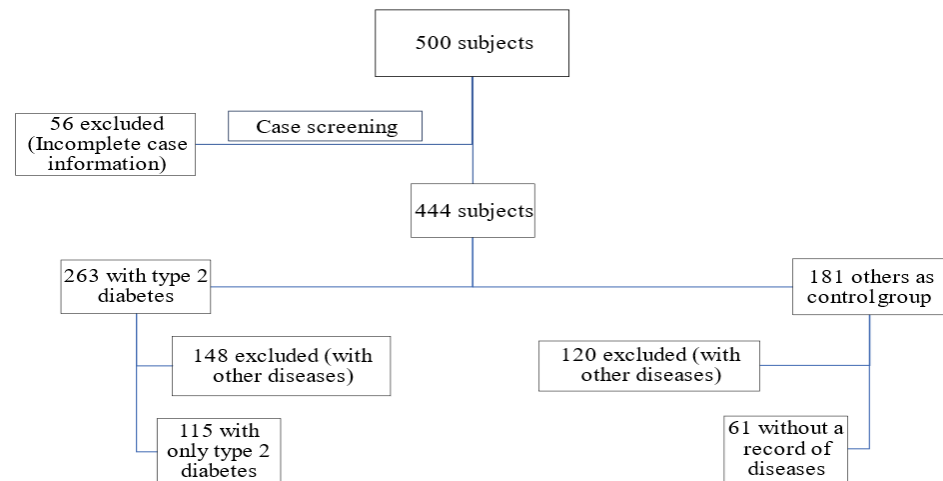 500 subjects
56 excluded
(Incomplete case
information)
Case screening
444 subjects
263 with type 2
diabetes
181 others as
control group
148 excluded (with
other diseases)
120 excluded (with
other diseases)
115 with
only type 2
diabetes
61 without a
record of
diseases